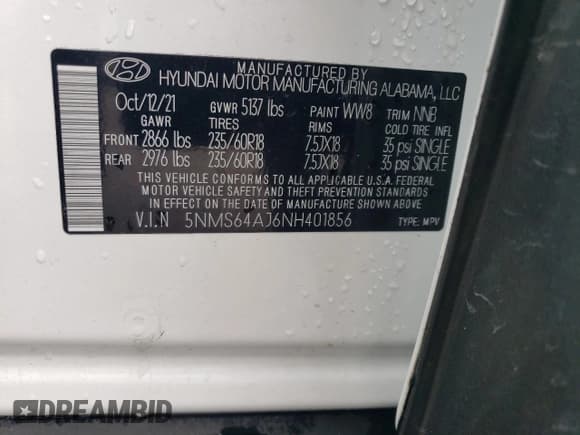 MANUFACTURED BY
HYUNDAI MOTOR MANUFACTURING ALABAMA, LLC
Oct/12/21 GVWR 5137 lbs PAINT WW8 TRIM NNB
GAWR TIRES RIMS COLD TIRE INFL
FRONT 2866 lbs 235/60R18 7.5JX18 35 psi SINGLE
REAR 2976 lbs 235/60R18 7.5JX18 35 psi SINGLE
THIS VEHICLE CONFORMS TO ALL APPLICABLE U.S.A. FEDERAL
MOTOR VEHICLE SAFETY AND THEFT PREVENTION STANDARDS
IN EFFECT ON THE DATE OF MANUFACTURE SHOWN ABOVE.
V.I.N 5NMS64AJ6NH401856 TYPE: MPV
DREAMBID